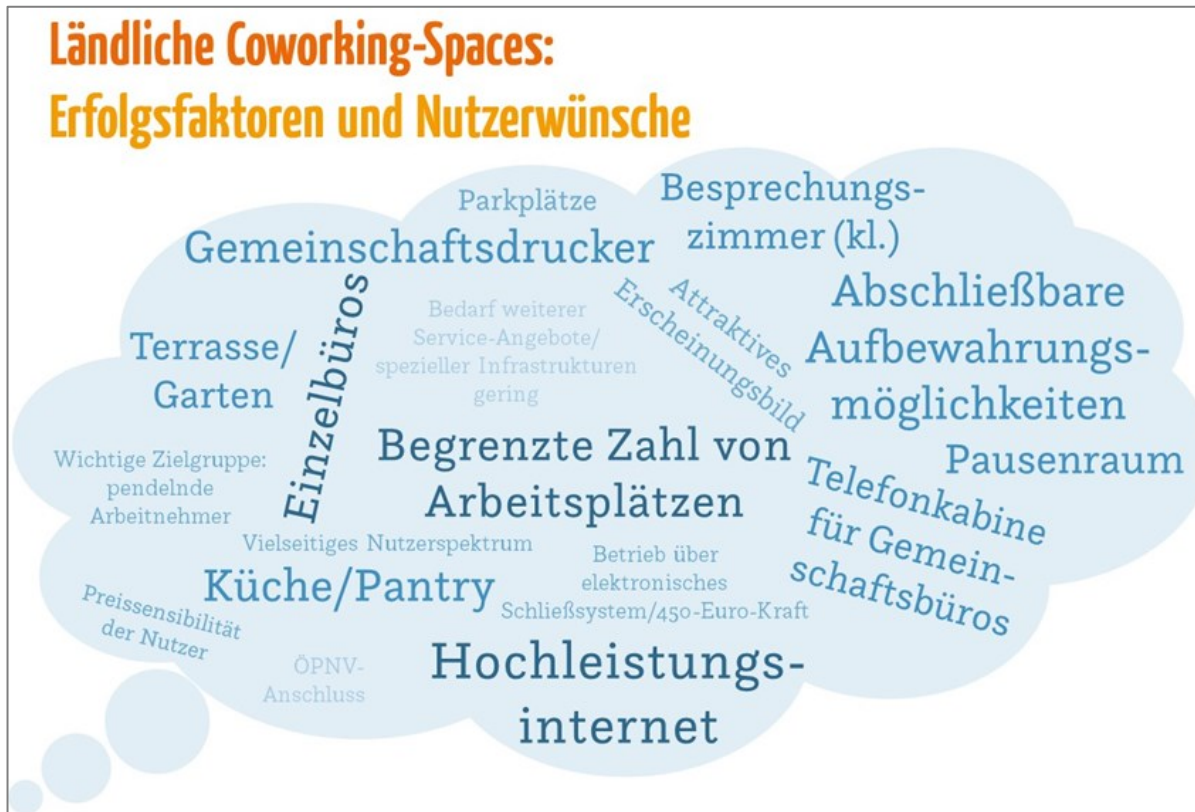 Ländliche Coworking-Spaces:
Erfolgsfaktoren und Nutzerwünsche
Parkplätze
Besprechungs-
zimmer (kl.)
Gemeinschaftsdrucker
Attraktives
Erscheinungsbild
Abschließbare
Aufbewahrungs-
möglichkeiten
Bedarf weiterer
Service-Angebote/
spezieller Infrastrukturen
gering
Terrasse/
Garten
Einzelbüros
Begrenzte Zahl von
Arbeitsplätzen
Pausenraum
Wichtige Zielgruppe:
pendelnde
Arbeitnehmer
Telefonkabine
für Gemein-
schaftsbüros
Vielseitiges Nutzerspektrum
Betrieb über
elektronisches
Schließsystem/450-Euro-Kraft
Küche/Pantry
Preissensibilität
der Nutzer
ÖPNV-
Anschluss
Hochleistungs-
internet